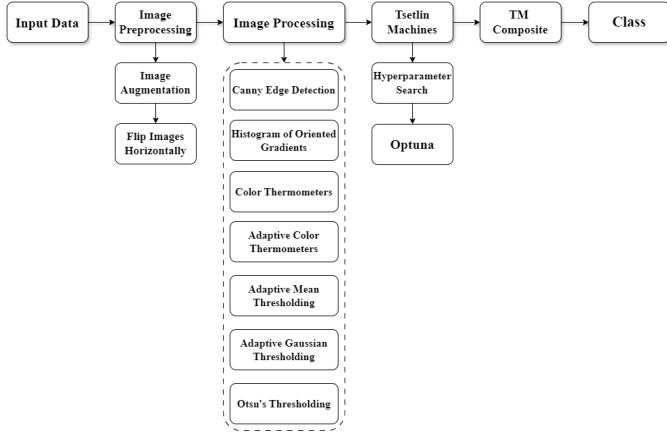 Input Data
Image
Preprocessing
Image Processing
Tsetlin
Machines
TM
Composite
Class
Image
Augmentation
Flip Images
Horizontally
Canny Edge Detection
Histogram of Oriented
Gradients
Color Thermometers
Adaptive Color
Thermometers
Adaptive Mean
Thresholding
Adaptive Gaussian
Thresholding
Otsu's Thresholding
Hyperparameter
Search
Optuna